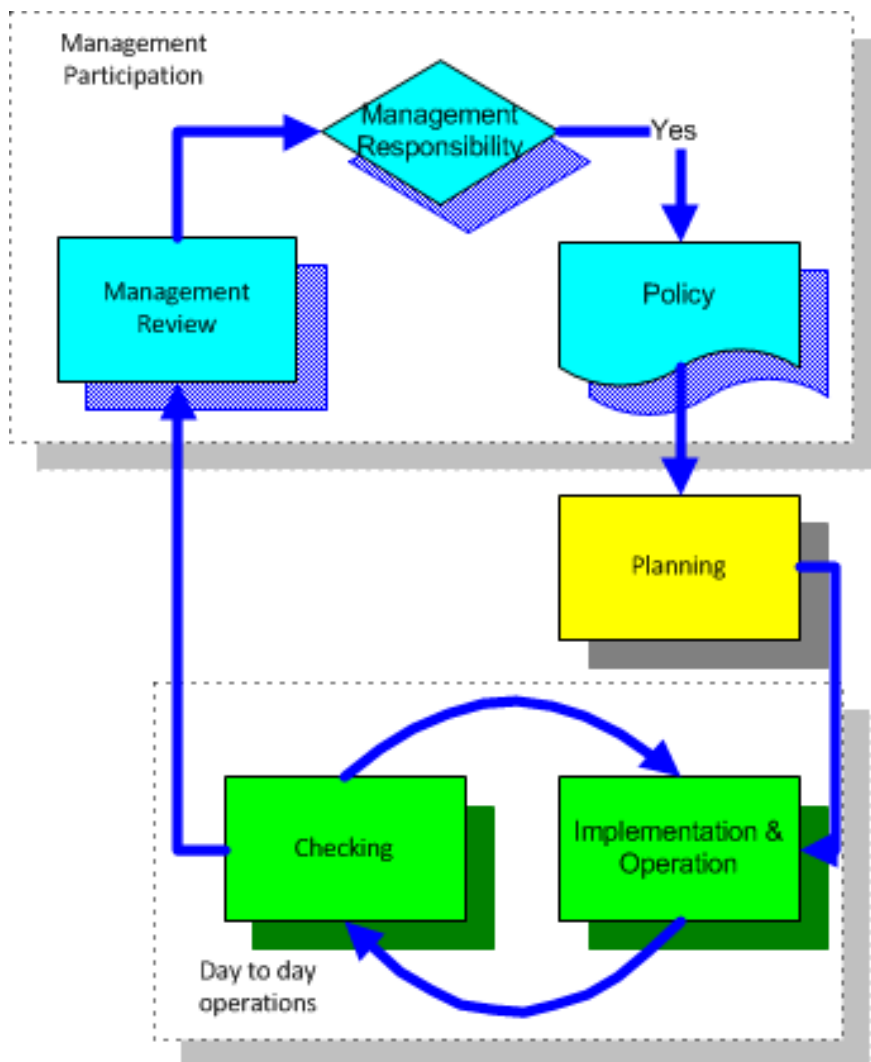 Management
Participation
Management
Responsibility
Yes
Management
Review
Policy
Planning
Checking
Implementation &
Operation
Day to day
operations